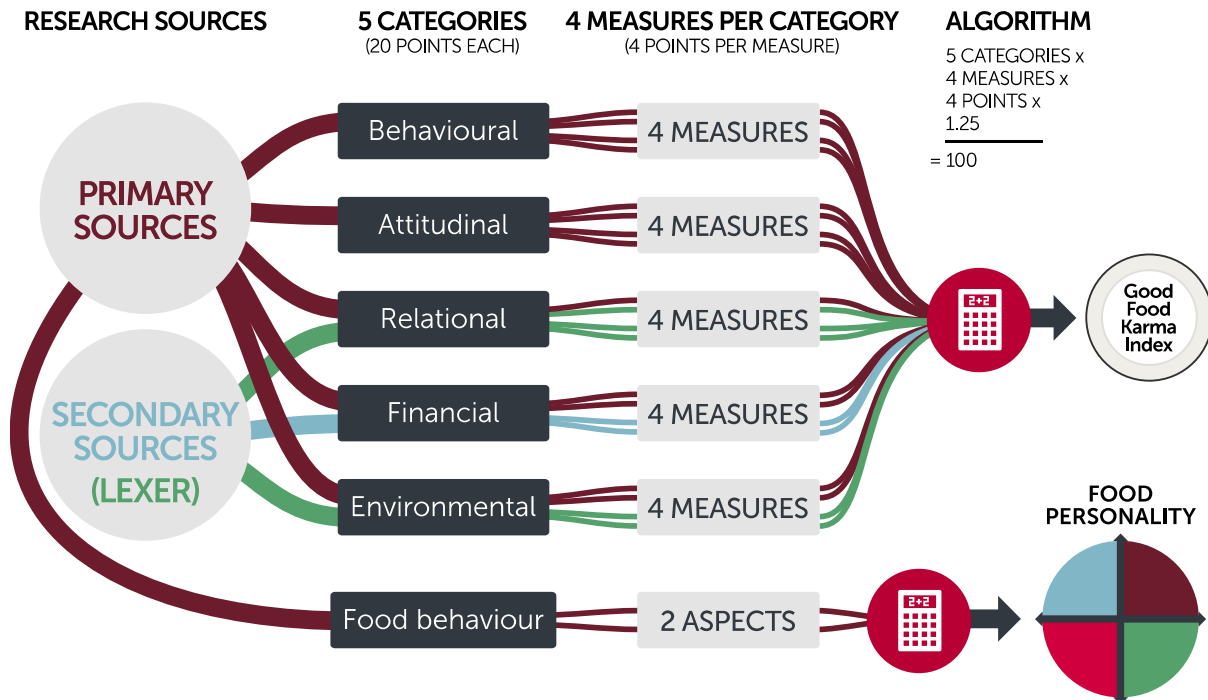 RESEARCH SOURCES
5 CATEGORIES
(20 POINTS EACH)
4 MEASURES PER CATEGORY
(4 POINTS PER MEASURE)
ALGORITHM
5 CATEGORIES x
4 MEASURES x
4 POINTS x
1.25
= 100
PRIMARY
SOURCES
SECONDARY
SOURCES
(LEXER)
Behavioural
4 MEASURES
Attitudinal
4 MEASURES
Relational
4 MEASURES
Financial
4 MEASURES
Environmental
4 MEASURES
2+2
Good
Food
Karma
Index
Food behaviour
2 ASPECTS
2+2
FOOD
PERSONALITY